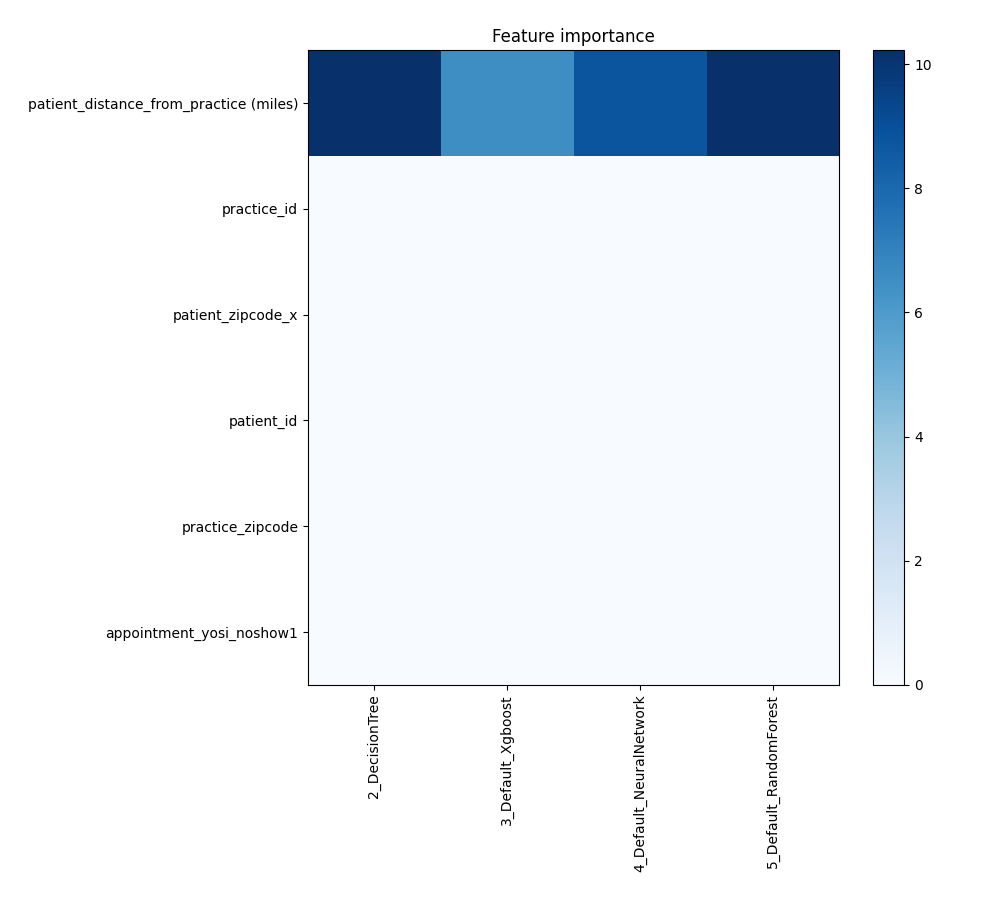 Feature importance
patient_distance_from_practice (miles)
practice_id
patient_zipcode_x
patient_id
practice_zipcode
appointment_yosi_noshow1
2_DecisionTree
3_Default_Xgboost
4_Default_NeuralNetwork
5_Default_RandomForest
10
8
6
4
2
0